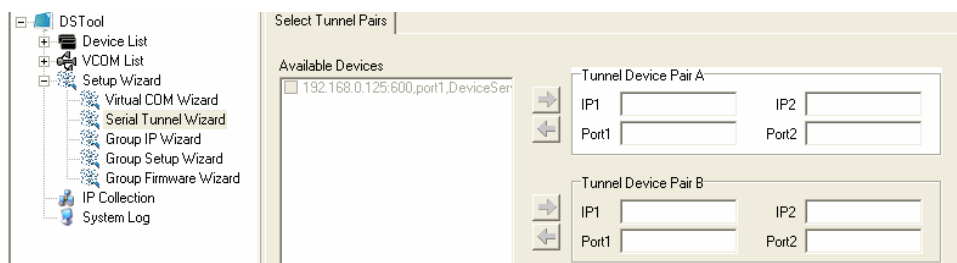 DSTool
Device List
VCOM List
Setup Wizard
Virtual COM Wizard
Serial Tunnel Wizard
Group IP Wizard
Group Setup Wizard
Group Firmware Wizard
IP Collection
System Log
Select Tunnel Pairs
Available Devices
192.168.0.125:600,port1,DeviceSer
Tunnel Device Pair A
IP1 IP2
Port1 Port2
Tunnel Device Pair B
IP1 IP2
Port1 Port2